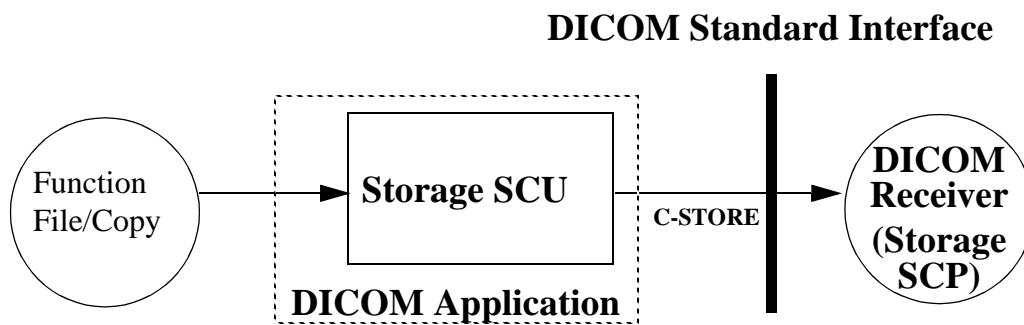 DICOM Standard Interface
Function
File/Copy
Storage SCU
DICOM Application
C-STORE
DICOM
Receiver
(Storage
SCP)